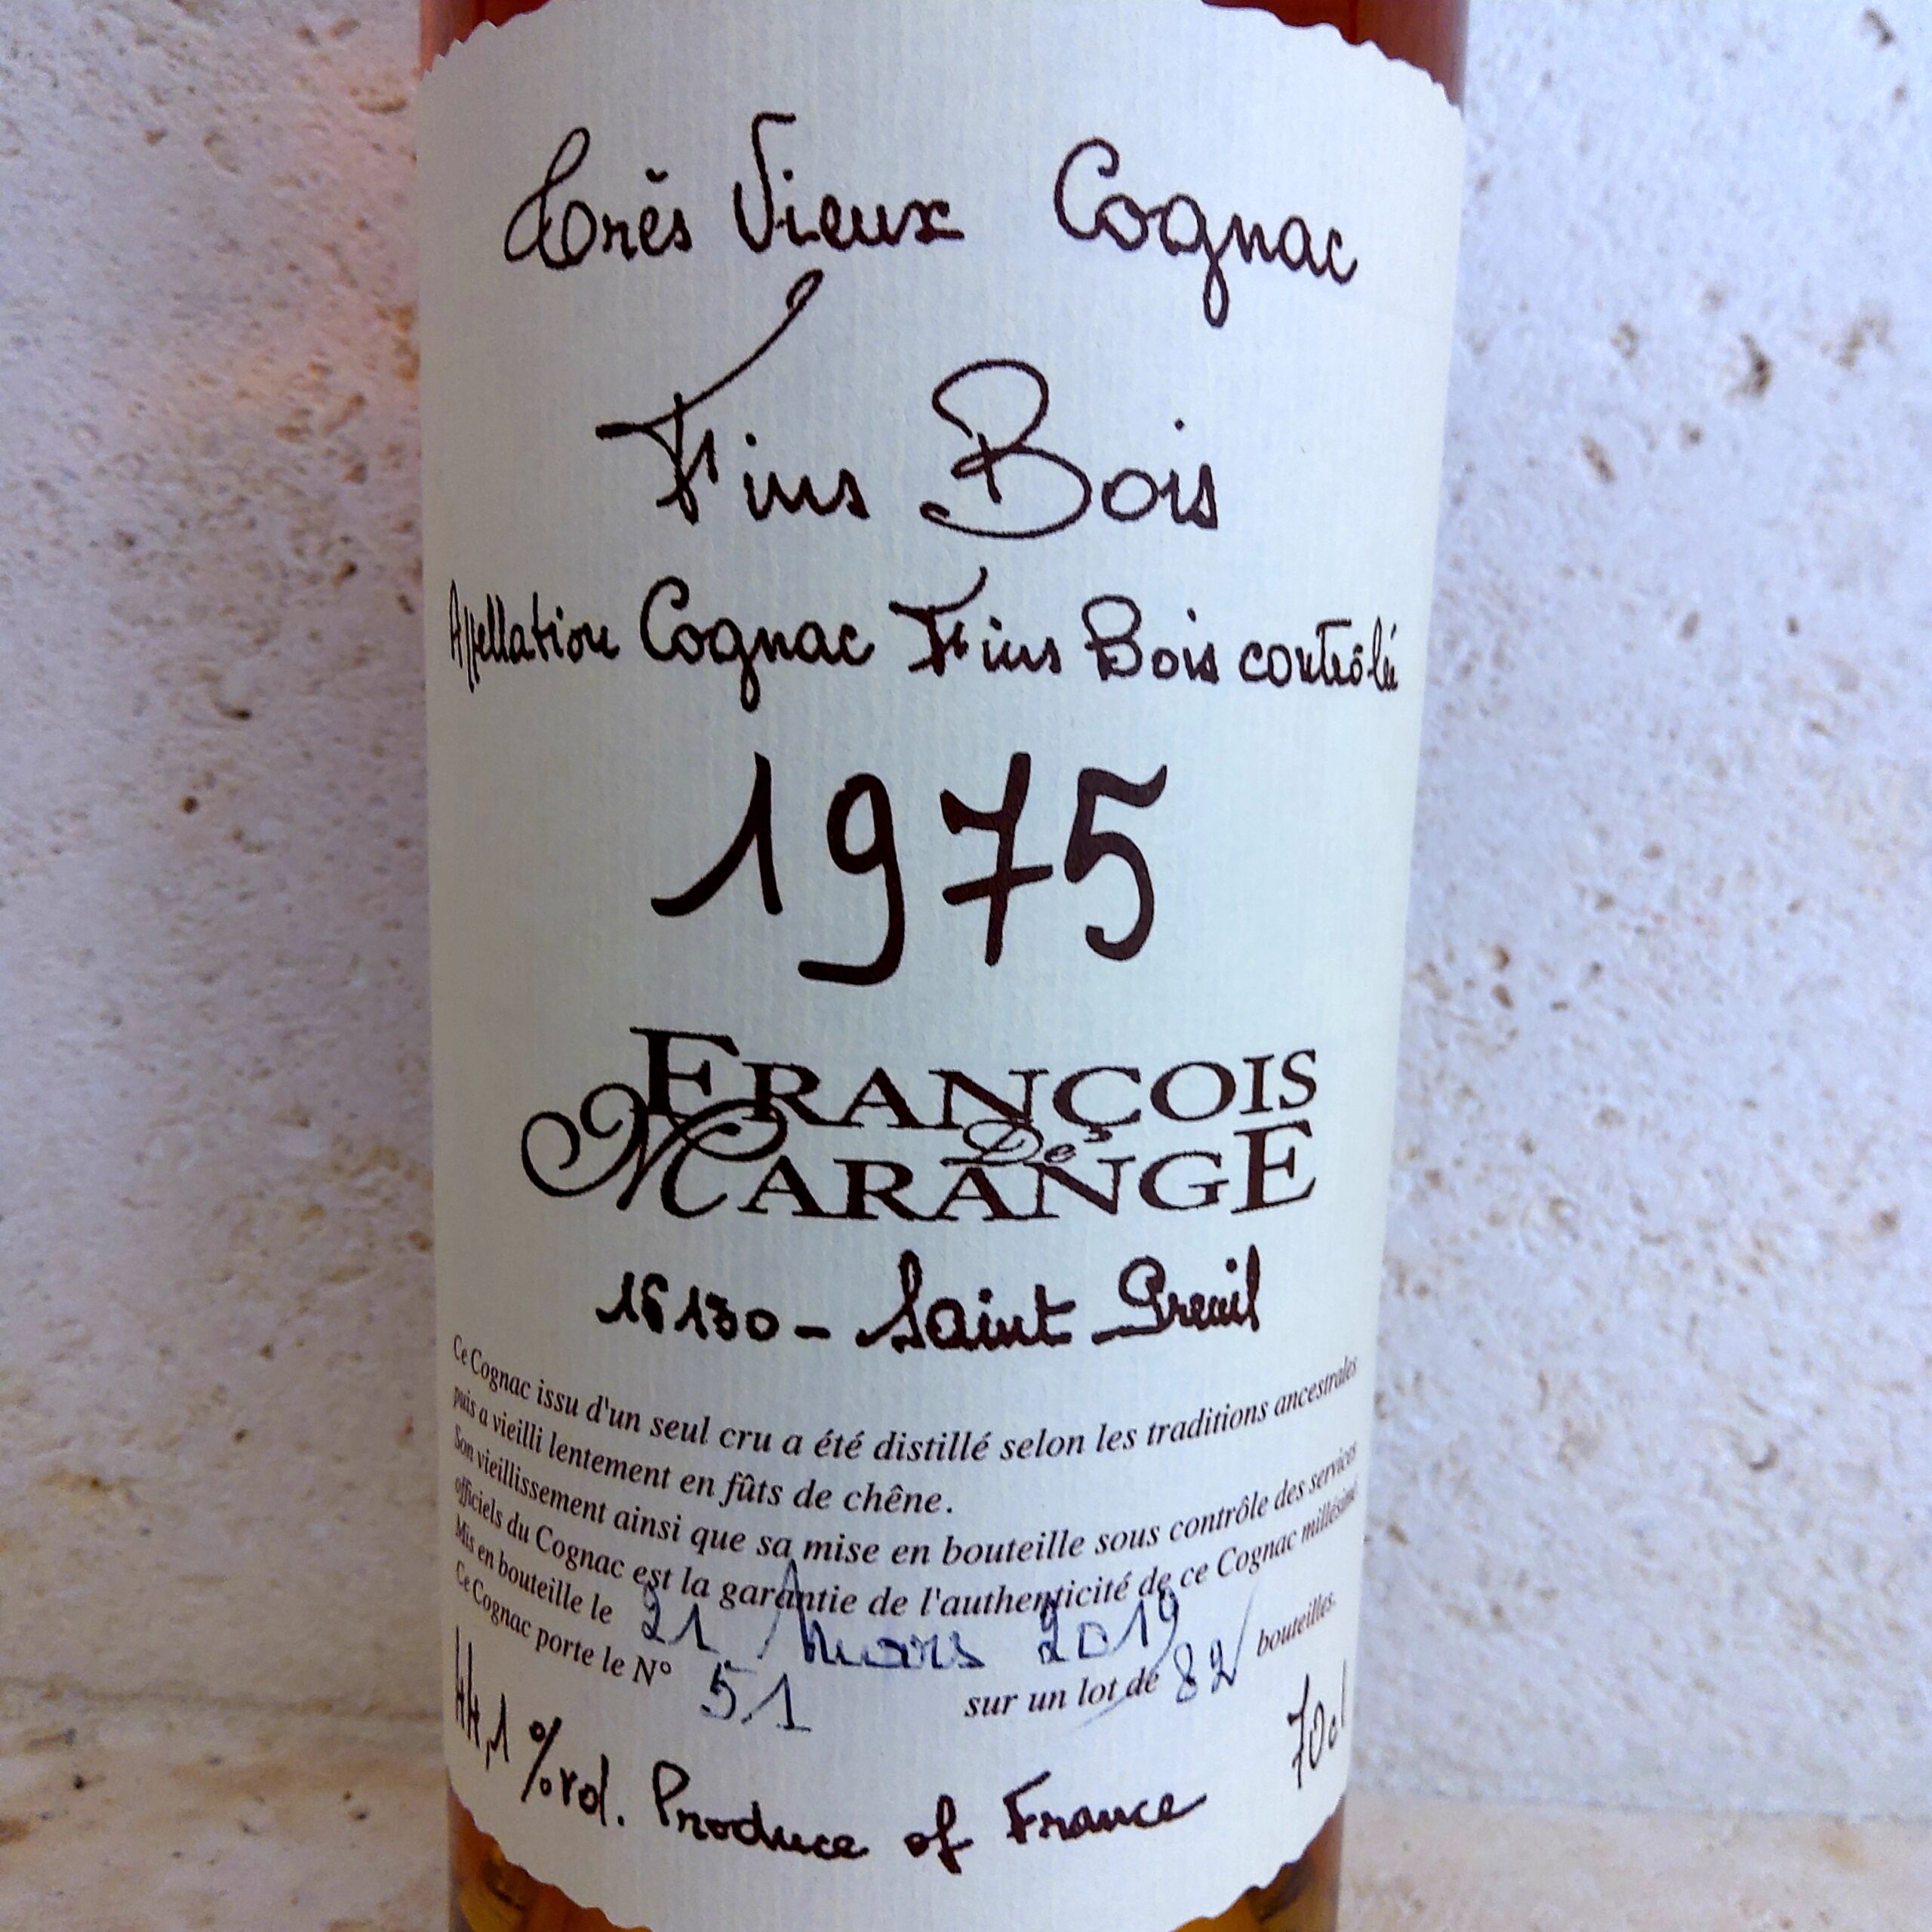 Très Vieux Cognac
Fins Bois
Appellation Cognac Fins Bois contrôlée
1975
FRANÇOIS
De
MARANGE
16130 - Saint Preuil
Ce Cognac issu d'un seul cru a été distillé selon les traditions ancestrales
puis a vieilli lentement en fûts de chêne.
Son vieillissement ainsi que sa mise en bouteille sous contrôle des services
officiels du Cognac est la garantie de l'authenticité de ce Cognac millésimé
Mis en bouteille le 21 Mars 2019
Ce Cognac porte le N° 51 sur un lot de 82 bouteilles.
44,1 %vol. Produce of France 70cl